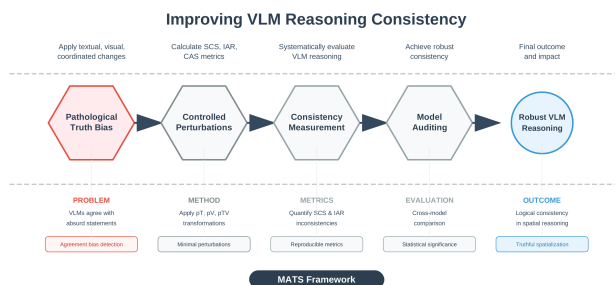 Improving VLM Reasoning Consistency
Apply textual, visual,
coordinated changes
Calculate SCS, IAR,
CAS metrics
Systematically evaluate
VLM reasoning
Achieve robust
consistency
Final outcome
and impact
Pathological
Truth Bias
Controlled
Perturbations
Consistency
Measurement
Model
Auditing
Robust VLM
Reasoning
PROBLEM
VLMs agree with
absurd statements
Agreement bias detection
METHOD
Apply pT, pV, pTV
transformations
Minimal perturbations
METRICS
Quantify SCS & IAR
inconsistencies
Reproducible metrics
EVALUATION
Cross-model
comparison
Statistical significance
OUTCOME
Logical consistency
in spatial reasoning
Truthful spatialization
MATS Framework